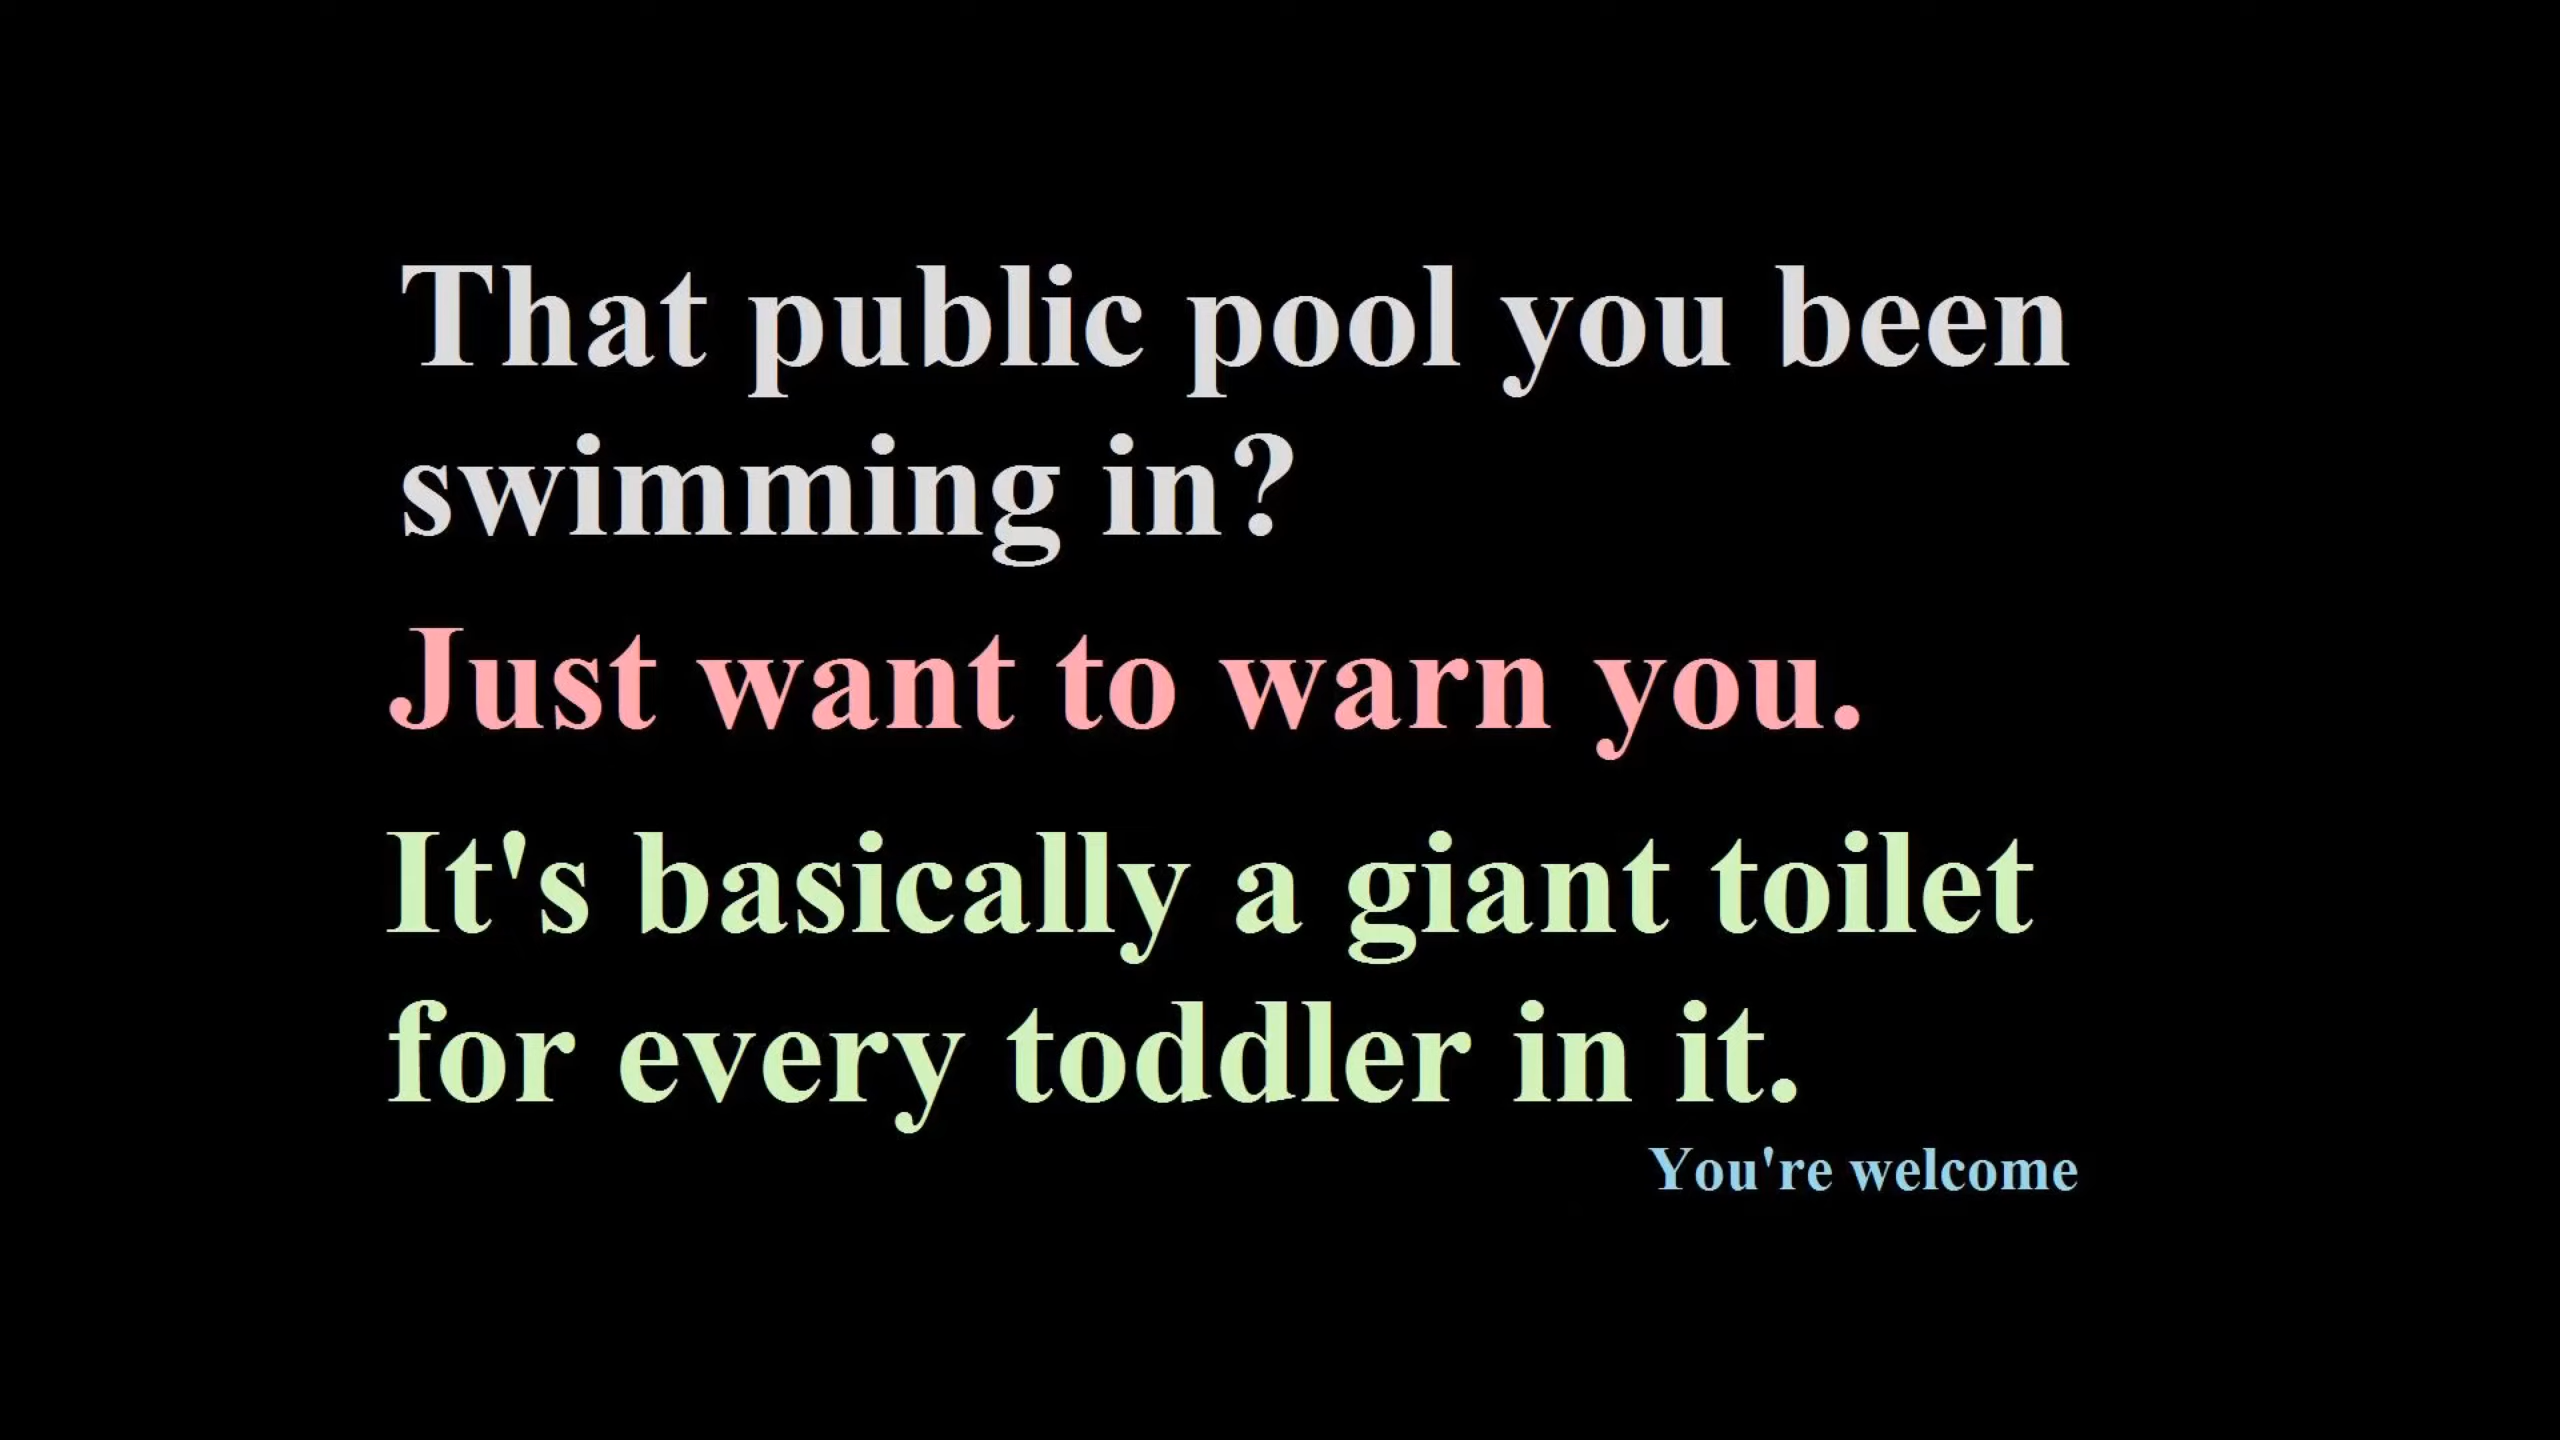 That public pool you been
swimming in?
Just want to warn you.
It's basically a giant toilet
for every toddler in it.
You're welcome